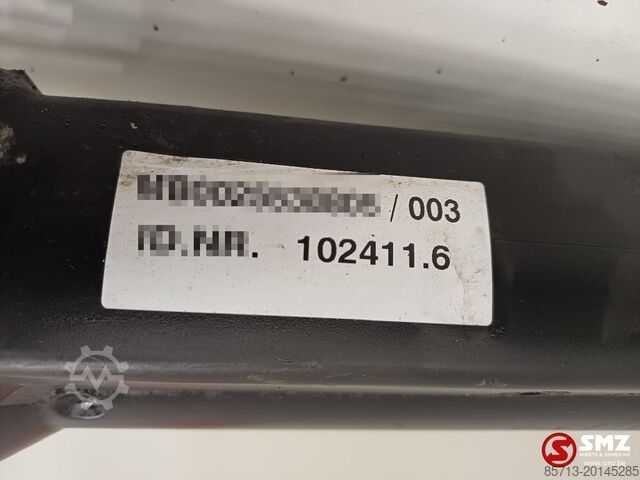 / 003
ID.NR. 102411.6
SMZ
85713-20145285